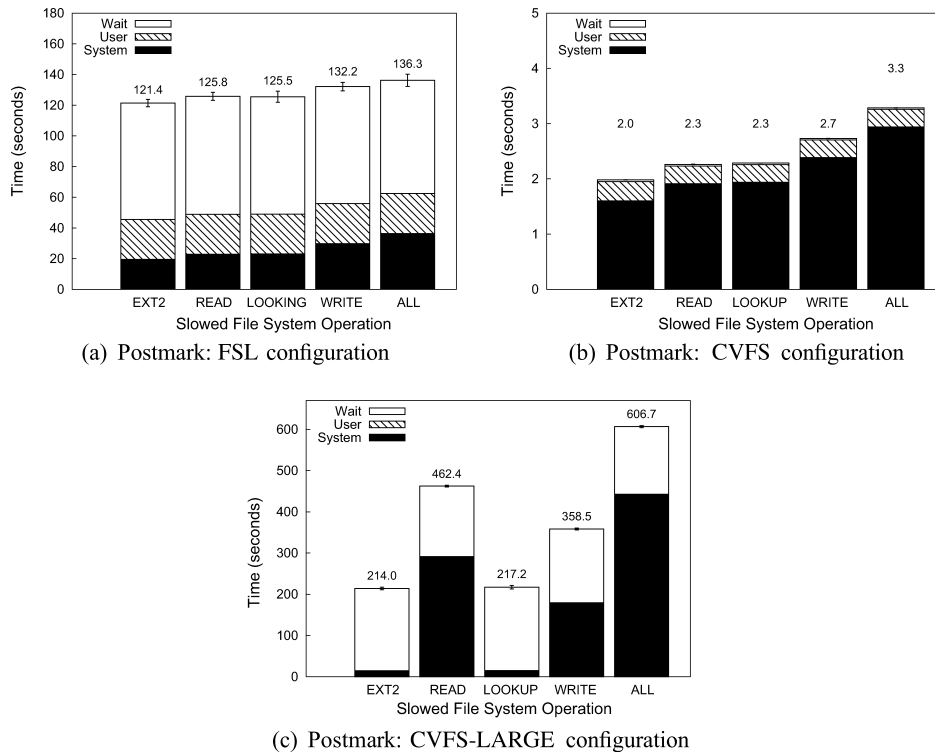 180
160
140
120
100
80
60
40
20
0
Time (seconds)
Wait
User
System
121.4
125.8
125.5
132.2
136.3
EXT2 READ LOOKING WRITE ALL
Slowed File System Operation
(a) Postmark: FSL configuration
5
4
3
2
1
0
Time (seconds)
Wait
User
System
2.0
2.3
2.3
2.7
3.3
EXT2 READ LOOKUP WRITE ALL
Slowed File System Operation
(b) Postmark: CVFS configuration
600
500
400
300
200
100
0
Time (seconds)
Wait
User
System
214.0
462.4
217.2
358.5
606.7
EXT2 READ LOOKUP WRITE ALL
Slowed File System Operation
(c) Postmark: CVFS-LARGE configuration